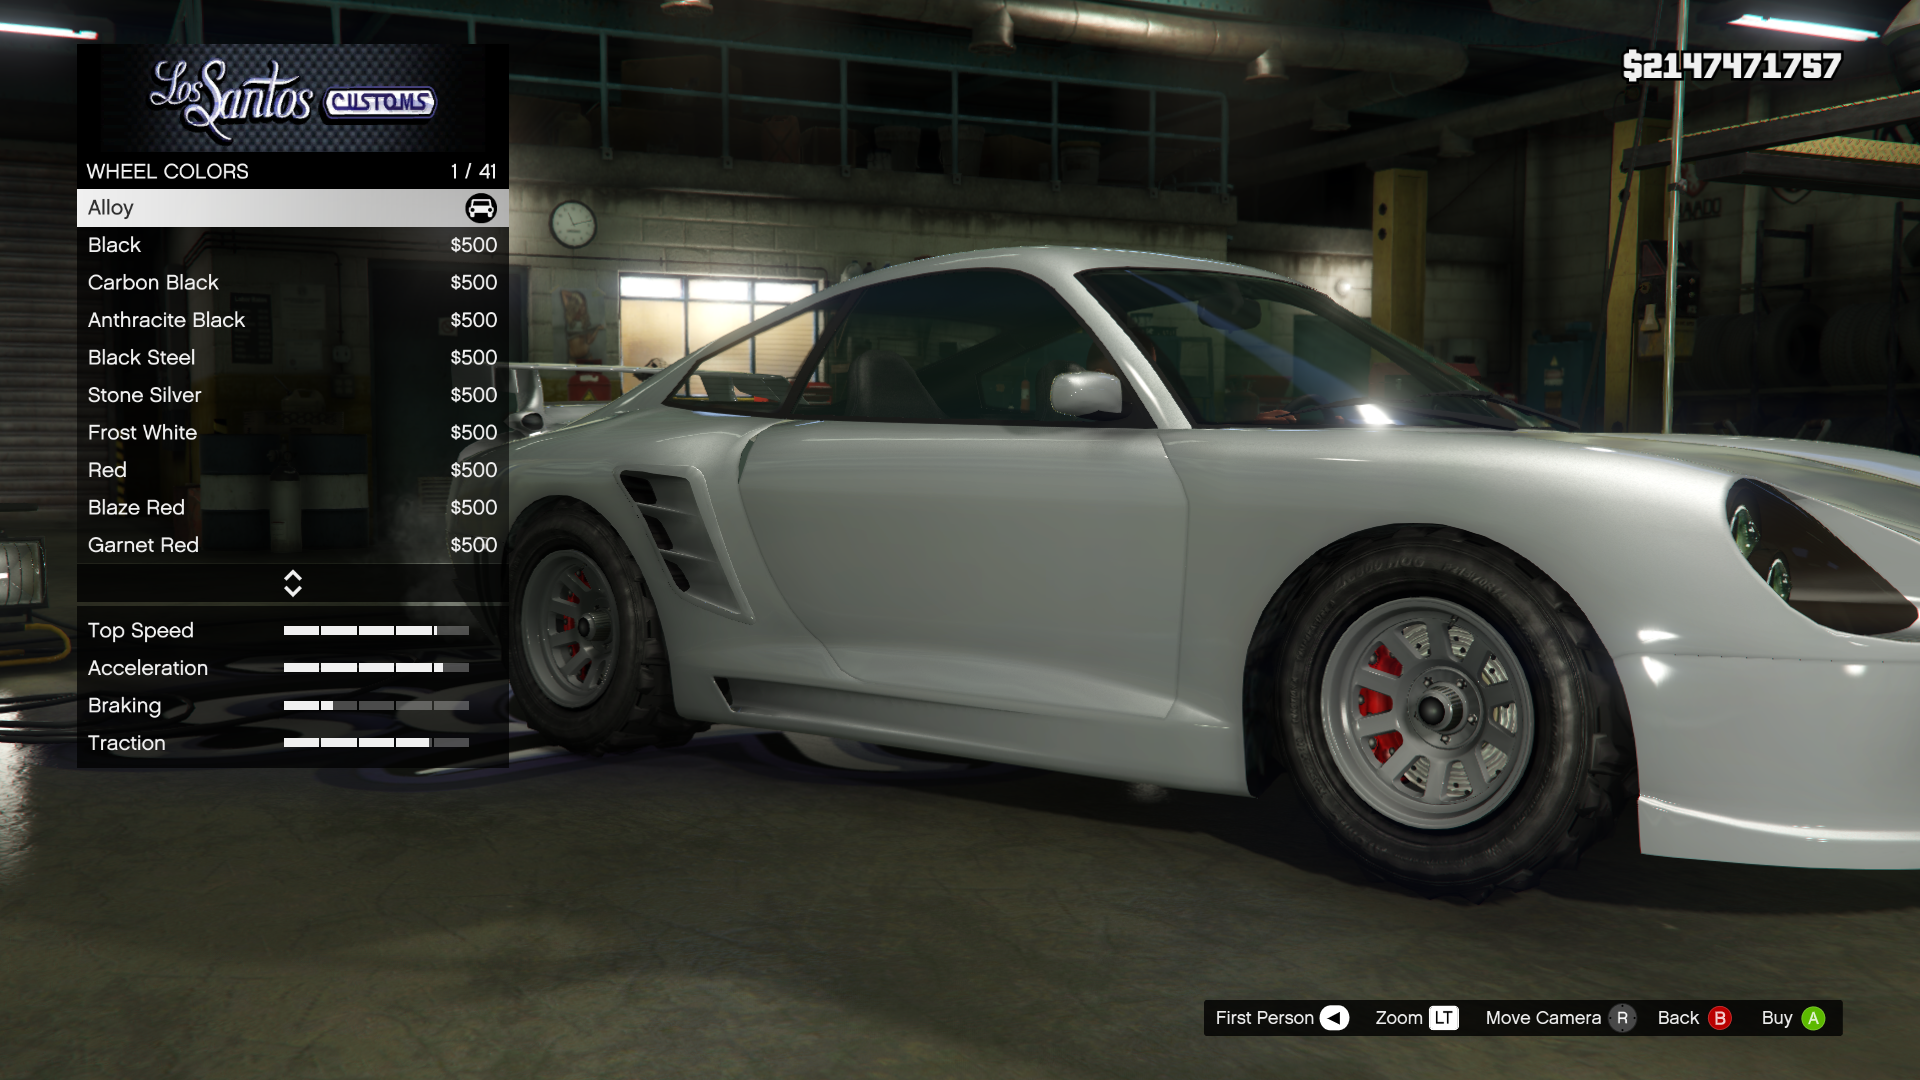 Los Santos CUSTOMS
$2147471757
WHEEL COLORS 1 / 41
Alloy
Black $500
Carbon Black $500
Anthracite Black $500
Black Steel $500
Stone Silver $500
Frost White $500
Red $500
Blaze Red $500
Garnet Red $500
Top Speed
Acceleration
Braking
Traction
First Person Zoom LT Move Camera R Back B Buy A